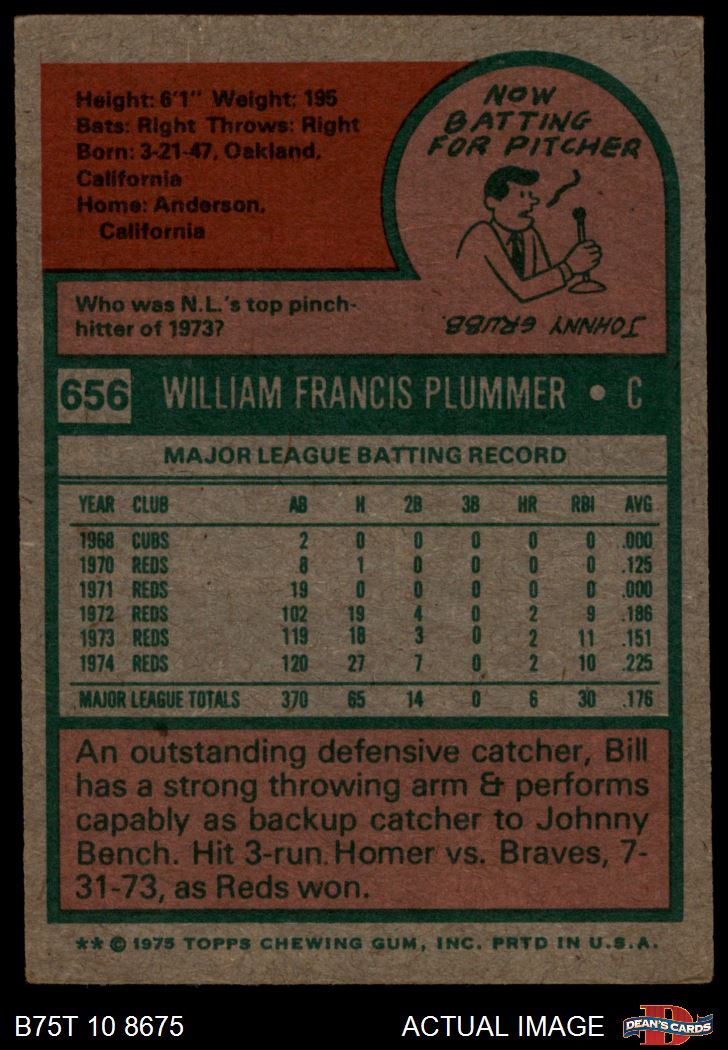 Height: 6'1" Weight: 195
Bats: Right Throws: Right
Born: 3-21-47, Oakland,
California
Home: Anderson,
California
NOW
BATTING
FOR PITCHER
Who was N.L.'s top pinch-
hitter of 1973?
JOHNNY GRUBB.
656 WILLIAM FRANCIS PLUMMER • C
MAJOR LEAGUE BATTING RECORD
YEAR CLUB AB H 2B 3B HR RBI AVG
1968 CUBS 2 0 0 0 0 0 .000
1970 REDS 8 1 0 0 0 0 .125
1971 REDS 19 0 0 0 0 0 .000
1972 REDS 102 19 4 0 2 9 .186
1973 REDS 119 18 3 0 2 11 .151
1974 REDS 120 27 7 0 2 10 .225
MAJOR LEAGUE TOTALS 370 65 14 0 6 30 .176
An outstanding defensive catcher, Bill
has a strong throwing arm & performs
capably as backup catcher to Johnny
Bench. Hit 3-run Homer vs. Braves, 7-
31-73, as Reds won.
** © 1975 TOPPS CHEWING GUM, INC. PRTD IN U.S.A.
B75T 10 8675 ACTUAL IMAGE
D
DEAN'S CARDS